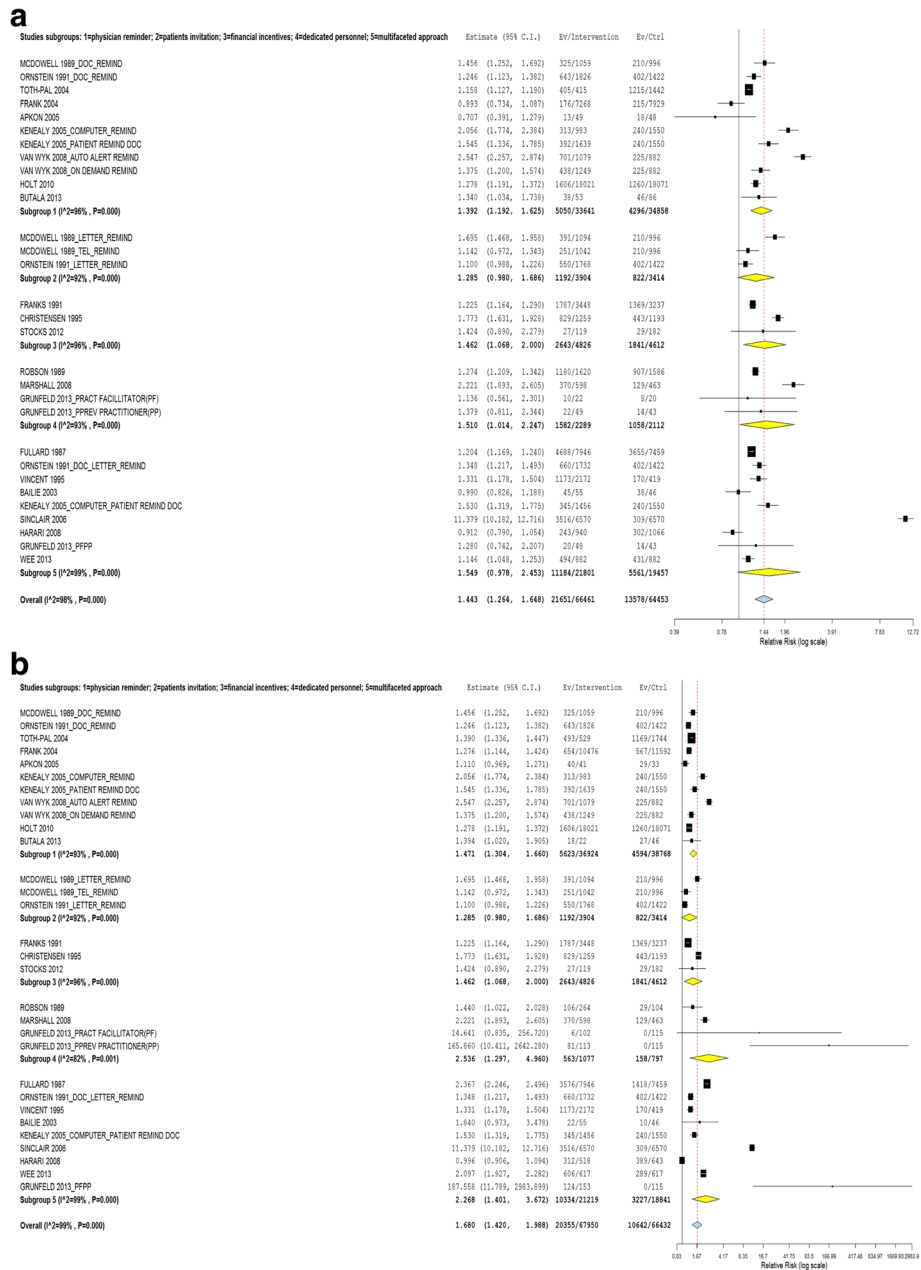 a
Studies subgroups: 1=physician reminder; 2=patients invitation; 3=financial incentives; 4=dedicated personnel; 5=multifaceted approach Estimate (95% C.I.) Ev/Intervention Ev/Ctrl
MCDOWELL 1989_DOC_REMIND 1.456 (1.252, 1.692) 325/1059 210/996
ORNSTEIN 1991_DOC_REMIND 1.246 (1.123, 1.382) 643/1826 402/1422
TOTH-PAL 2004 1.158 (1.127, 1.190) 405/415 1215/1442
FRANK 2004 0.893 (0.734, 1.087) 176/7268 215/7929
APKON 2005 0.707 (0.391, 1.279) 13/49 18/48
KENEALY 2005_COMPUTER_REMIND 2.056 (1.774, 2.384) 313/983 240/1550
KENEALY 2005_PATIENT REMIND DOC 1.545 (1.336, 1.785) 392/1639 240/1550
VAN WYK 2008_AUTO ALERT REMIND 2.547 (2.257, 2.874) 701/1079 225/882
VAN WYK 2008_ON DEMAND REMIND 1.375 (1.200, 1.574) 438/1249 225/882
HOLT 2010 1.278 (1.191, 1.372) 1606/18021 1260/18071
BUTALA 2013 1.340 (1.034, 1.738) 38/53 46/86
Subgroup 1 (I^2=96% , P=0.000) 1.392 (1.192, 1.625) 5050/33641 4296/34858
MCDOWELL 1989_LETTER_REMIND 1.695 (1.468, 1.958) 391/1094 210/996
MCDOWELL 1989_TEL_REMIND 1.142 (0.972, 1.343) 251/1042 210/996
ORNSTEIN 1991_LETTER_REMIND 1.100 (0.988, 1.226) 550/1768 402/1422
Subgroup 2 (I^2=92% , P=0.000) 1.285 (0.980, 1.686) 1192/3904 822/3414
FRANKS 1991 1.225 (1.164, 1.290) 1787/3448 1369/3237
CHRISTENSEN 1995 1.773 (1.631, 1.928) 829/1259 443/1193
STOCKS 2012 1.424 (0.890, 2.279) 27/119 29/182
Subgroup 3 (I^2=96% , P=0.000) 1.462 (1.068, 2.000) 2643/4826 1841/4612
ROBSON 1989 1.274 (1.209, 1.342) 1180/1620 907/1586
MARSHALL 2008 2.221 (1.893, 2.605) 370/598 129/463
GRUNFELD 2013_PRACT FACILLITATOR(PF) 1.136 (0.561, 2.301) 10/22 8/20
GRUNFELD 2013_PPREV PRACTITIONER(PP) 1.379 (0.811, 2.344) 22/49 14/43
Subgroup 4 (I^2=93% , P=0.000) 1.510 (1.014, 2.247) 1582/2289 1058/2112
FULLARD 1987 1.204 (1.169, 1.240) 4688/7946 3655/7459
ORNSTEIN 1991_DOC_LETTER_REMIND 1.348 (1.217, 1.493) 660/1732 402/1422
VINCENT 1995 1.331 (1.178, 1.504) 1173/2172 170/419
BAILIE 2003 0.990 (0.826, 1.188) 45/55 38/46
KENEALY 2005_COMPUTER_PATIENT REMIND DOC 1.530 (1.319, 1.775) 345/1456 240/1550
SINCLAIR 2006 11.379 (10.182, 12.716) 3516/6570 309/6570
HARARI 2008 0.912 (0.790, 1.054) 243/940 302/1066
GRUNFELD 2013_PFPP 1.280 (0.742, 2.207) 20/48 14/43
WEE 2013 1.146 (1.048, 1.253) 494/882 431/882
Subgroup 5 (I^2=99% , P=0.000) 1.549 (0.978, 2.453) 11184/21801 5561/19457
Overall (I^2=98% , P=0.000) 1.443 (1.264, 1.648) 21651/66461 13578/64453
0.39 0.78 1.44 1.96 3.91 7.83 12.72
Relative Risk (log scale)
b
Studies subgroups: 1=physician reminder; 2=patients invitation; 3=financial incentives; 4=dedicated personnel; 5=multifaceted approach Estimate (95% C.I.) Ev/Intervention Ev/Ctrl
MCDOWELL 1989_DOC_REMIND 1.456 (1.252, 1.692) 325/1059 210/996
ORNSTEIN 1991_DOC_REMIND 1.246 (1.123, 1.382) 643/1826 402/1422
TOTH-PAL 2004 1.390 (1.336, 1.447) 493/529 1169/1744
FRANK 2004 1.276 (1.144, 1.424) 654/10476 567/11592
APKON 2005 1.110 (0.969, 1.271) 40/41 29/33
KENEALY 2005_COMPUTER_REMIND 2.056 (1.774, 2.384) 313/983 240/1550
KENEALY 2005_PATIENT REMIND DOC 1.545 (1.336, 1.785) 392/1639 240/1550
VAN WYK 2008_AUTO ALERT REMIND 2.547 (2.257, 2.874) 701/1079 225/882
VAN WYK 2008_ON DEMAND REMIND 1.375 (1.200, 1.574) 438/1249 225/882
HOLT 2010 1.278 (1.191, 1.372) 1606/18021 1260/18071
BUTALA 2013 1.394 (1.020, 1.905) 18/22 27/46
Subgroup 1 (I^2=93% , P=0.000) 1.471 (1.304, 1.660) 5623/36924 4594/38768
MCDOWELL 1989_LETTER_REMIND 1.695 (1.468, 1.958) 391/1094 210/996
MCDOWELL 1989_TEL_REMIND 1.142 (0.972, 1.343) 251/1042 210/996
ORNSTEIN 1991_LETTER_REMIND 1.100 (0.988, 1.226) 550/1768 402/1422
Subgroup 2 (I^2=92% , P=0.000) 1.285 (0.980, 1.686) 1192/3904 822/3414
FRANKS 1991 1.225 (1.164, 1.290) 1787/3448 1369/3237
CHRISTENSEN 1995 1.773 (1.631, 1.928) 829/1259 443/1193
STOCKS 2012 1.424 (0.890, 2.279) 27/119 29/182
Subgroup 3 (I^2=96% , P=0.000) 1.462 (1.068, 2.000) 2643/4826 1841/4612
ROBSON 1989 1.440 (1.022, 2.028) 106/264 29/104
MARSHALL 2008 2.221 (1.893, 2.605) 370/598 129/463
GRUNFELD 2013_PRACT FACILLITATOR(PF) 14.641 (0.835, 256.720) 6/102 0/115
GRUNFELD 2013_PPREV PRACTITIONER(PP) 165.860 (10.411, 2642.280) 81/113 0/115
Subgroup 4 (I^2=82% , P=0.001) 2.536 (1.297, 4.960) 563/1077 158/797
FULLARD 1987 2.367 (2.246, 2.496) 3576/7946 1418/7459
ORNSTEIN 1991_DOC_LETTER_REMIND 1.348 (1.217, 1.493) 660/1732 402/1422
VINCENT 1995 1.331 (1.178, 1.504) 1173/2172 170/419
BAILIE 2003 1.840 (0.973, 3.478) 22/55 10/46
KENEALY 2005_COMPUTER_PATIENT REMIND DOC 1.530 (1.319, 1.775) 345/1456 240/1550
SINCLAIR 2006 11.379 (10.182, 12.716) 3516/6570 309/6570
HARARI 2008 0.996 (0.906, 1.094) 312/518 389/643
WEE 2013 2.097 (1.927, 2.282) 606/617 289/617
GRUNFELD 2013_PFPP 187.558 (11.789, 2983.899) 124/153 0/115
Subgroup 5 (I^2=99% , P=0.000) 2.268 (1.401, 3.672) 10334/21219 3227/18841
Overall (I^2=99% , P=0.000) 1.680 (1.420, 1.988) 20355/67950 10642/66432
0.83 1.67 4.17 8.35 16.7 41.75 83.5 166.99 417.48 834.97 1669.93 2983.9
Relative Risk (log scale)